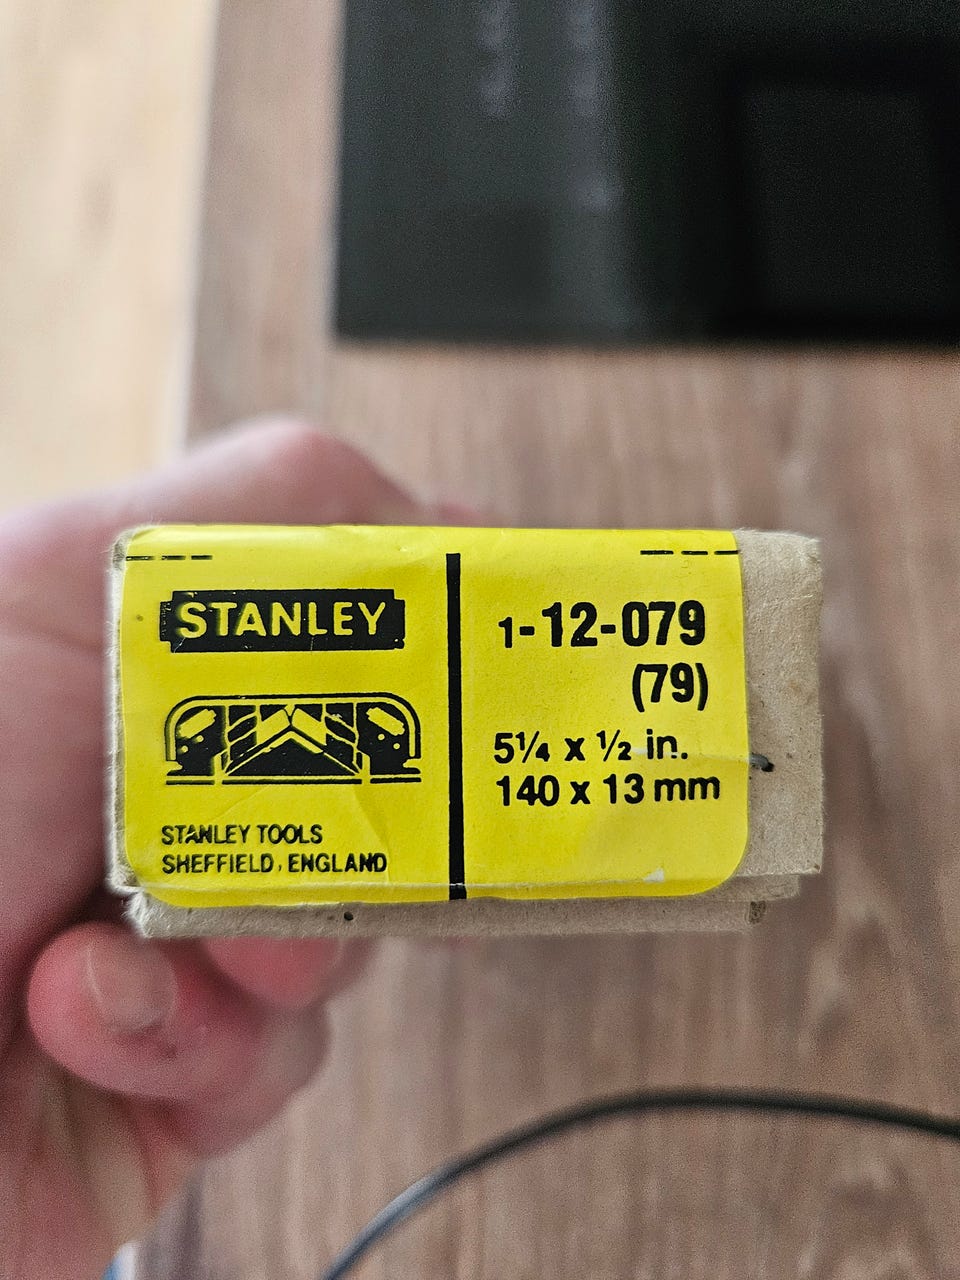 STANLEY
STANLEY TOOLS
SHEFFIELD, ENGLAND
1-12-079
(79)
5¼ x ½ in.
140 x 13 mm